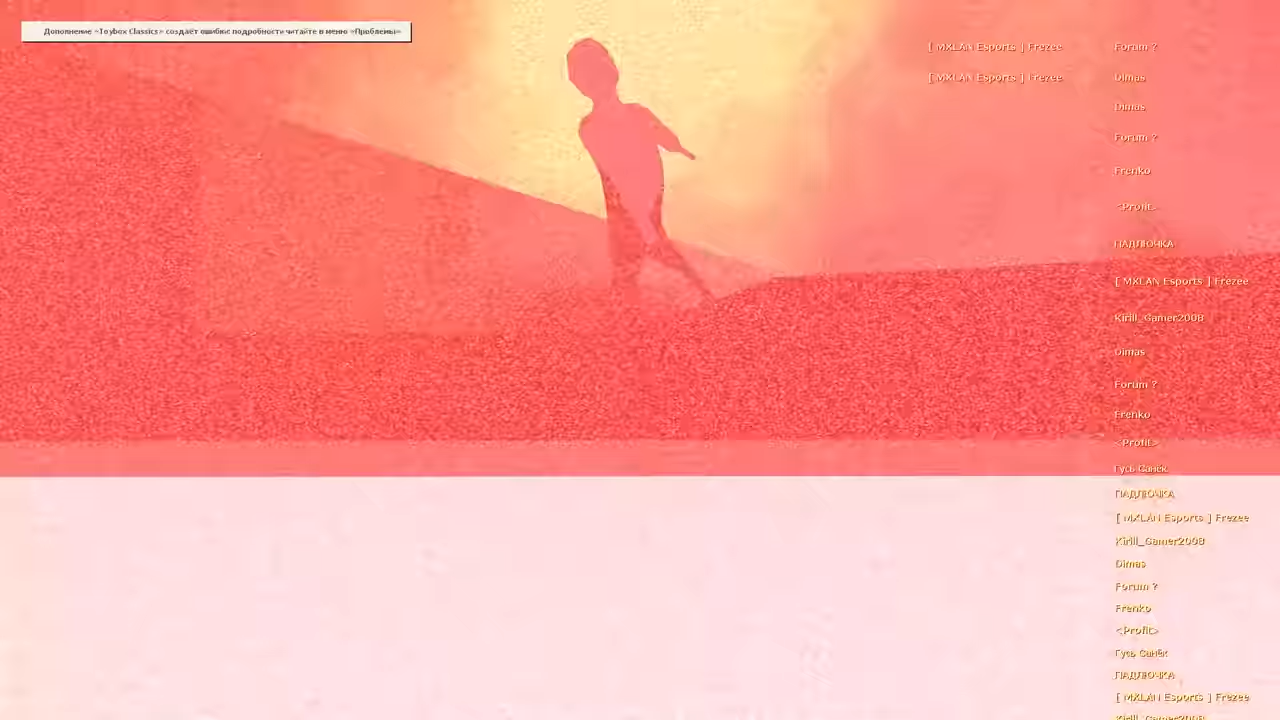 Дополнение «Toybox Classics» создаёт ошибки: подробности читайте в меню «Проблемы»
[ MXLAN Esports ] Frezee Forum ?
[ MXLAN Esports ] Frezee Dimas
Dimas
Forum ?
Frenko
<Profit>
ПАДЛЮЧКА
[ MXLAN Esports ] Frezee
Kirill_Gamer2008
Dimas
Forum ?
Frenko
<Profit>
Гусь Санёк
ПАДЛЮЧКА
[ MXLAN Esports ] Frezee
Kirill_Gamer2008
Dimas
Forum ?
Frenko
<Profit>
Гусь Санёк
ПАДЛЮЧКА
[ MXLAN Esports ] Frezee
Kirill_Gamer2008